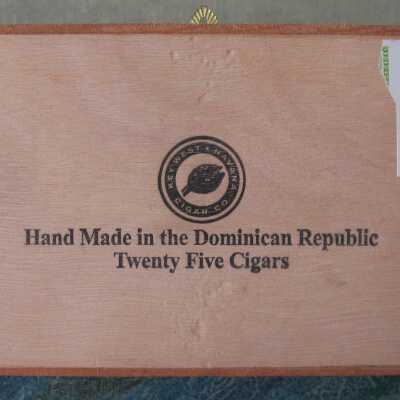 KEY WEST • HAVANA
CIGAR CO.
Hand Made in the Dominican Republic
Twenty Five Cigars